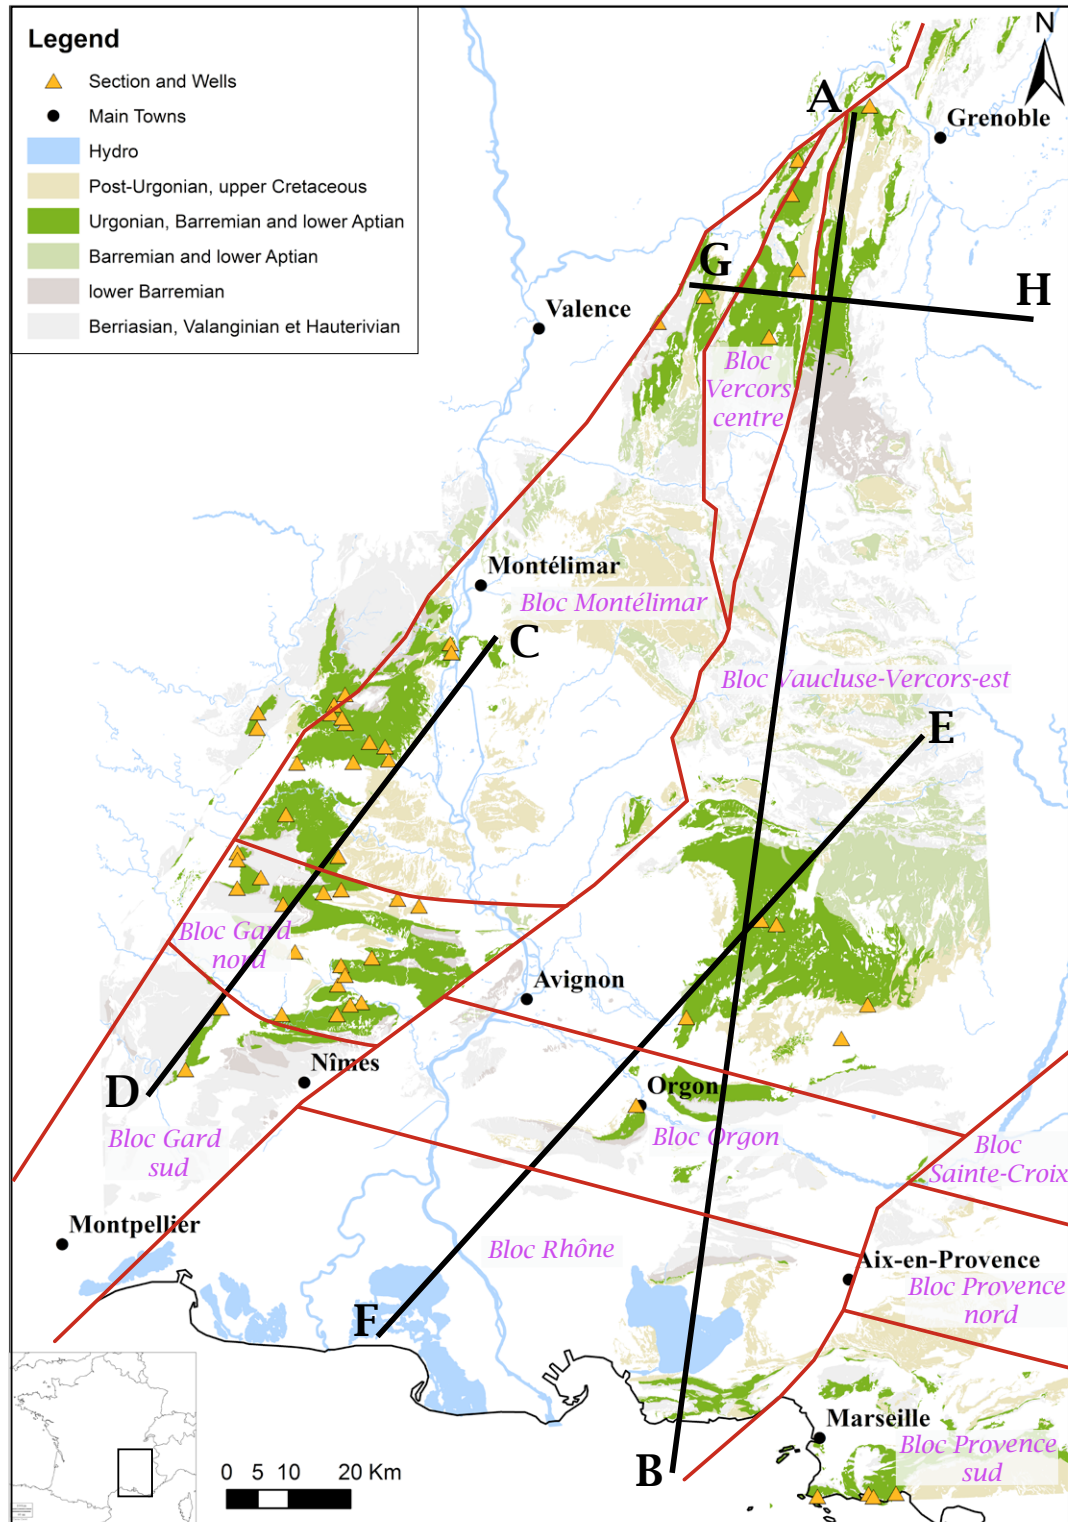 Legend
Section and Wells
Main Towns
Hydro
Post-Urgonian, upper Cretaceous
Urgonian, Barremian and lower Aptian
Barremian and lower Aptian
lower Barremian
Berriasian, Valanginian et Hauterivian
N
A
Grenoble
G
H
Valence
Bloc
Vercors
centre
Montélimar
Bloc Montélimar
C
Bloc Vaucluse-Vercors-est
E
Bloc Gard
nord
Avignon
Nîmes
D
Orgon
Bloc Orgon
Bloc Gard
sud
Bloc
Sainte-Croix
Montpellier
Bloc Rhône
Aix-en-Provence
Bloc Provence
nord
F
Marseille
Bloc Provence
sud
B
0 5 10 20 Km